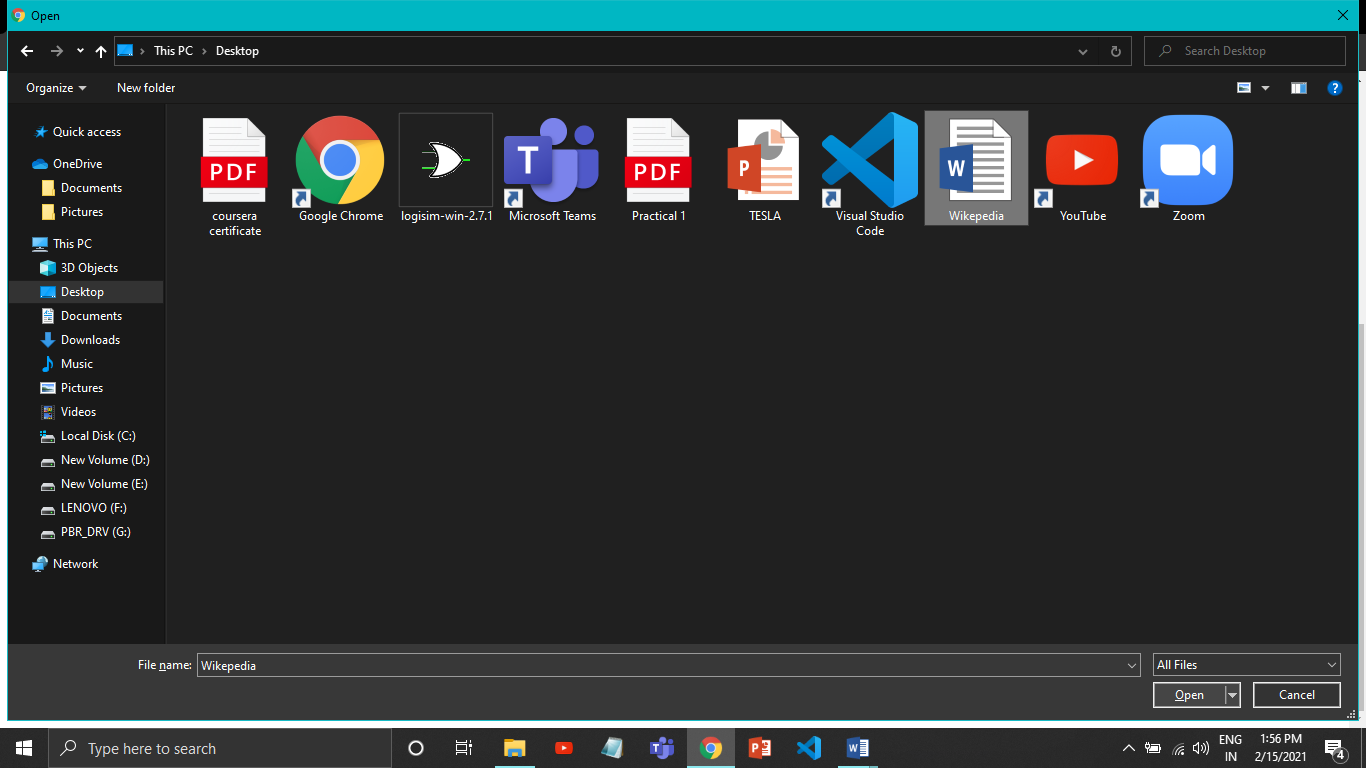 Open
This PC
Desktop
Search Desktop
Organize
New folder
Quick access
OneDrive
Documents
Pictures
This PC
3D Objects
Desktop
Documents
Downloads
Music
Pictures
Videos
Local Disk (C:)
New Volume (D:)
New Volume (E:)
LENOVO (F:)
PBR_DRV (G:)
Network
PDF
coursera
certificate
Google Chrome
logisim-win-2.7.1
T
Microsoft Teams
PDF
Practical 1
P
TESLA
Visual Studio
Code
W
Wikepedia
YouTube
Zoom
File name:
Wikepedia
All Files
Open
Cancel
Type here to search
ENG
IN
1:56 PM
2/15/2021
4